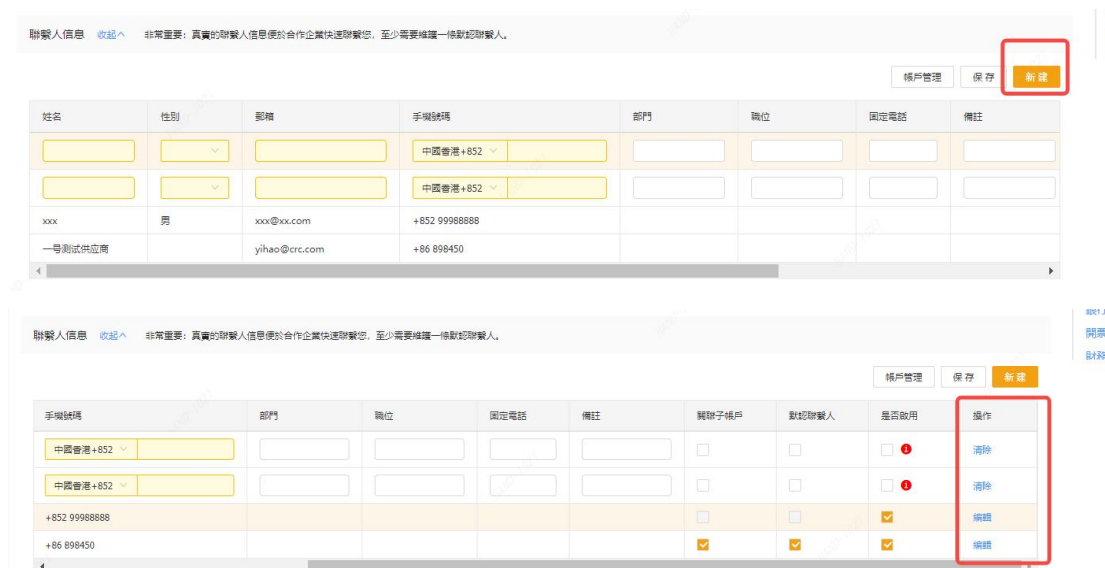 聯繫人信息 收起 非常重要：真實的聯繫人信息便於合作企業快速聯繫您，至少需要維護一條默認聯繫人。
帳戶管理 保存 新建
姓名 性別 郵箱 手機號碼 部門 職位 固定電話 備註
中國香港+852
中國香港+852
xxx 男 xxx@xx.com +852 99988888
一号测试供应商 yihao@crc.com +86 898450
聯繫人信息 收起 非常重要：真實的聯繫人信息便於合作企業快速聯繫您，至少需要維護一條默認聯繫人。
開票
財務
帳戶管理 保存 新建
手機號碼 部門 職位 固定電話 備註 關聯子帳戶 默認聯繫人 是否啟用 操作
中國香港+852 清除
中國香港+852 清除
+852 99988888 編輯
+86 898450 編輯